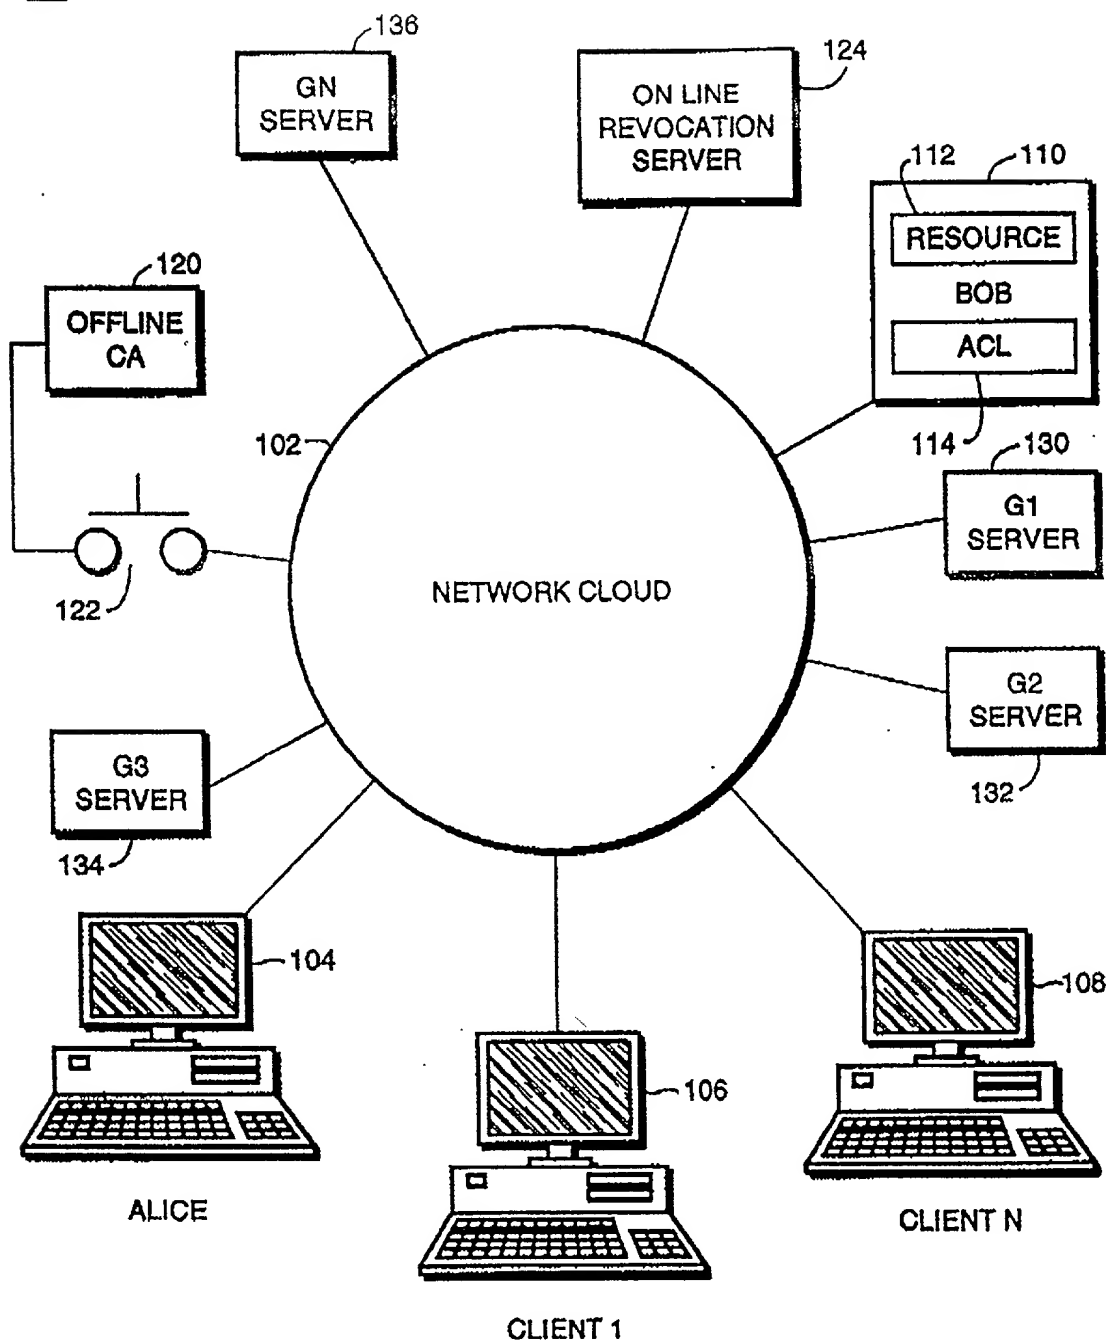 136
GN
SERVER
124
ON LINE
REVOCATION
SERVER
112
110
RESOURCE
BOB
ACL
114
120
OFFLINE
CA
102
130
G1
SERVER
122
NETWORK CLOUD
G2
SERVER
132
G3
SERVER
134
104
108
106
ALICE
CLIENT N
CLIENT 1